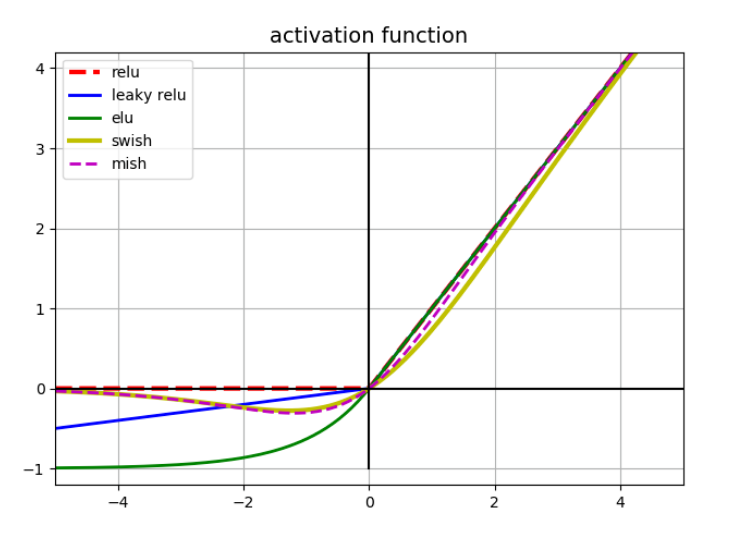 activation function
relu
leaky relu
elu
swish
mish
4
3
2
1
0
−1
−4
−2
0
2
4